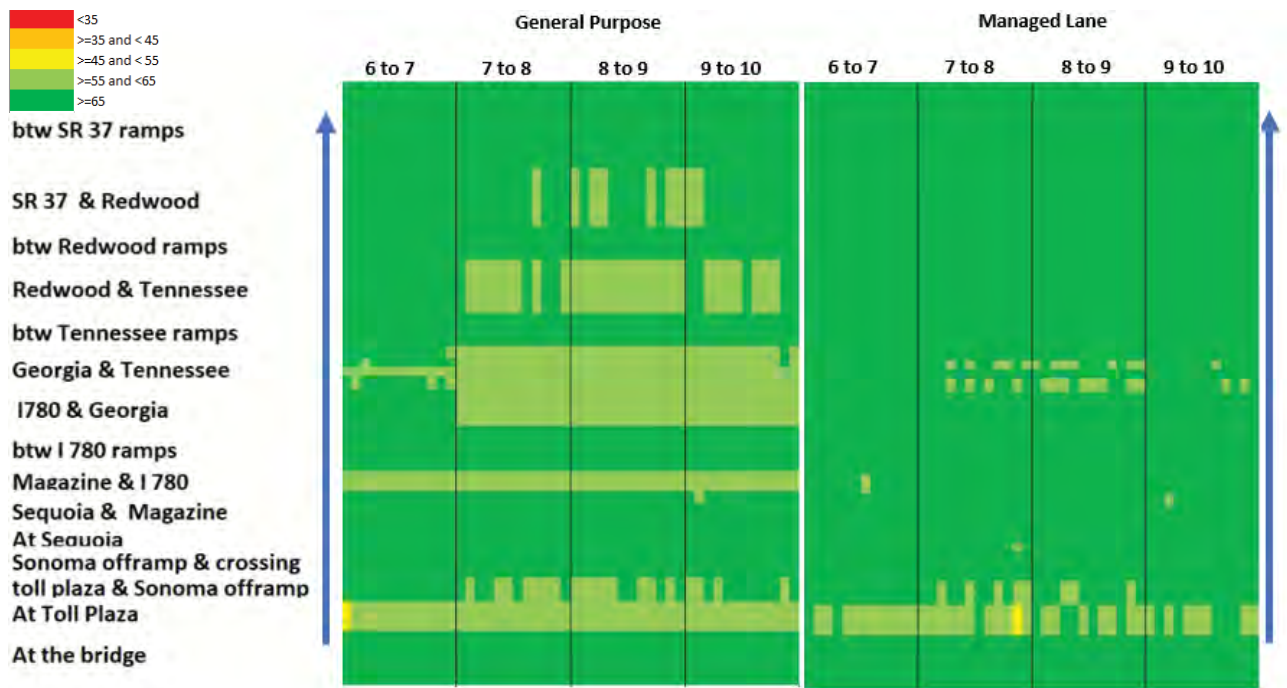 <35
>=35 and < 45
>=45 and < 55
>=55 and <65
>=65
General Purpose
Managed Lane
6 to 7 7 to 8 8 to 9 9 to 10 6 to 7 7 to 8 8 to 9 9 to 10
btw SR 37 ramps
SR 37 & Redwood
btw Redwood ramps
Redwood & Tennessee
btw Tennessee ramps
Georgia & Tennessee
I780 & Georgia
btw I 780 ramps
Magazine & I 780
Sequoia & Magazine
At Sequoia
Sonoma offramp & crossing
toll plaza & Sonoma offramp
At Toll Plaza
At the bridge